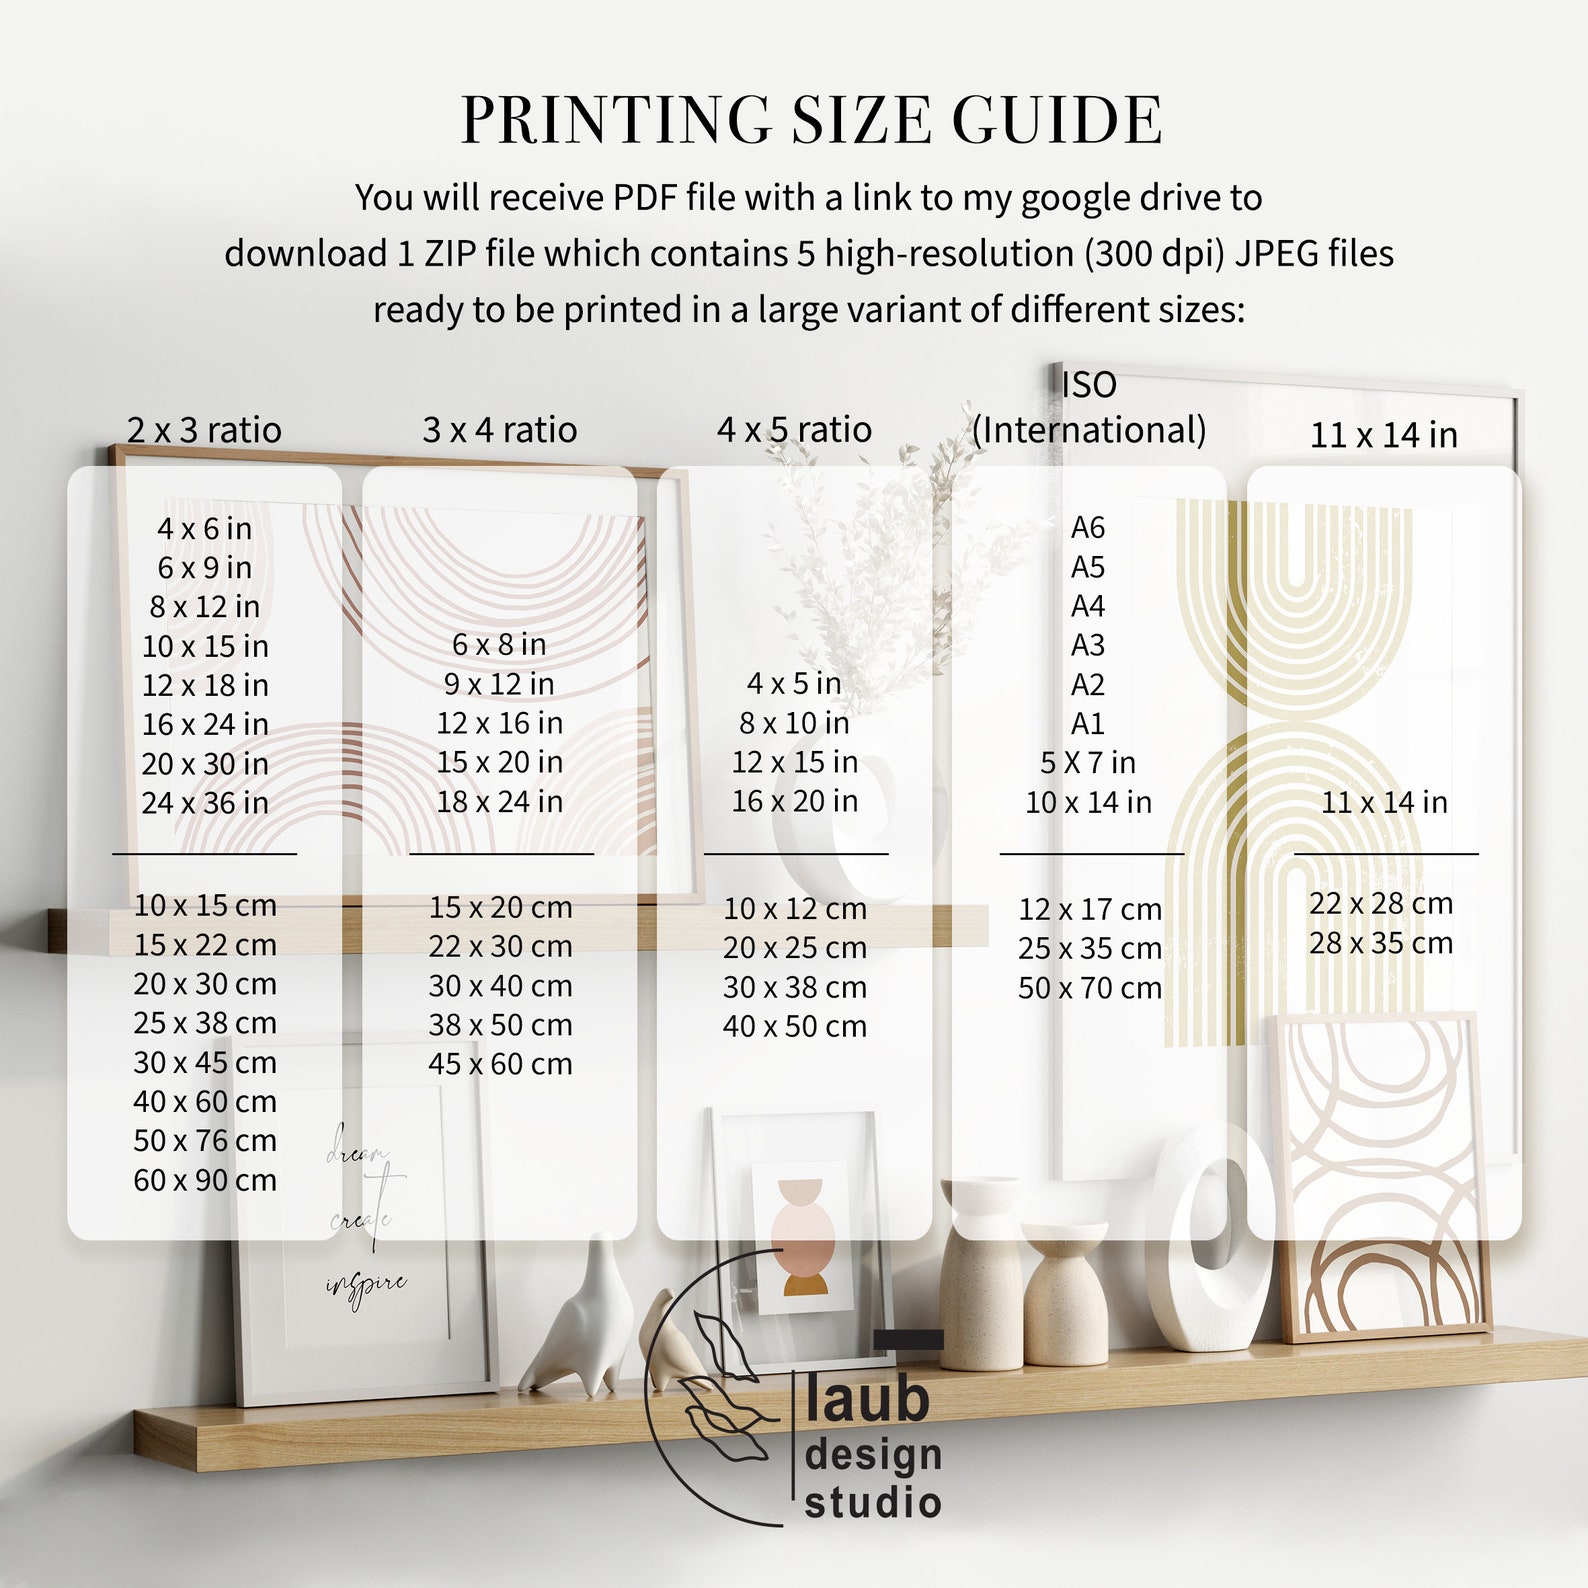 PRINTING SIZE GUIDE
You will receive PDF file with a link to my google drive to
download 1 ZIP file which contains 5 high-resolution (300 dpi) JPEG files
ready to be printed in a large variant of different sizes:
2 x 3 ratio
4 x 6 in
6 x 9 in
8 x 12 in
10 x 15 in
12 x 18 in
16 x 24 in
20 x 30 in
24 x 36 in
10 x 15 cm
15 x 22 cm
20 x 30 cm
25 x 38 cm
30 x 45 cm
40 x 60 cm
50 x 76 cm
60 x 90 cm
3 x 4 ratio
6 x 8 in
9 x 12 in
12 x 16 in
15 x 20 in
18 x 24 in
15 x 20 cm
22 x 30 cm
30 x 40 cm
38 x 50 cm
45 x 60 cm
4 x 5 ratio
4 x 5 in
8 x 10 in
12 x 15 in
16 x 20 in
10 x 12 cm
20 x 25 cm
30 x 38 cm
40 x 50 cm
ISO
(International)
A6
A5
A4
A3
A2
A1
5 X 7 in
10 x 14 in
12 x 17 cm
25 x 35 cm
50 x 70 cm
11 x 14 in
11 x 14 in
22 x 28 cm
28 x 35 cm
dream
create
inspire
laub
design
studio